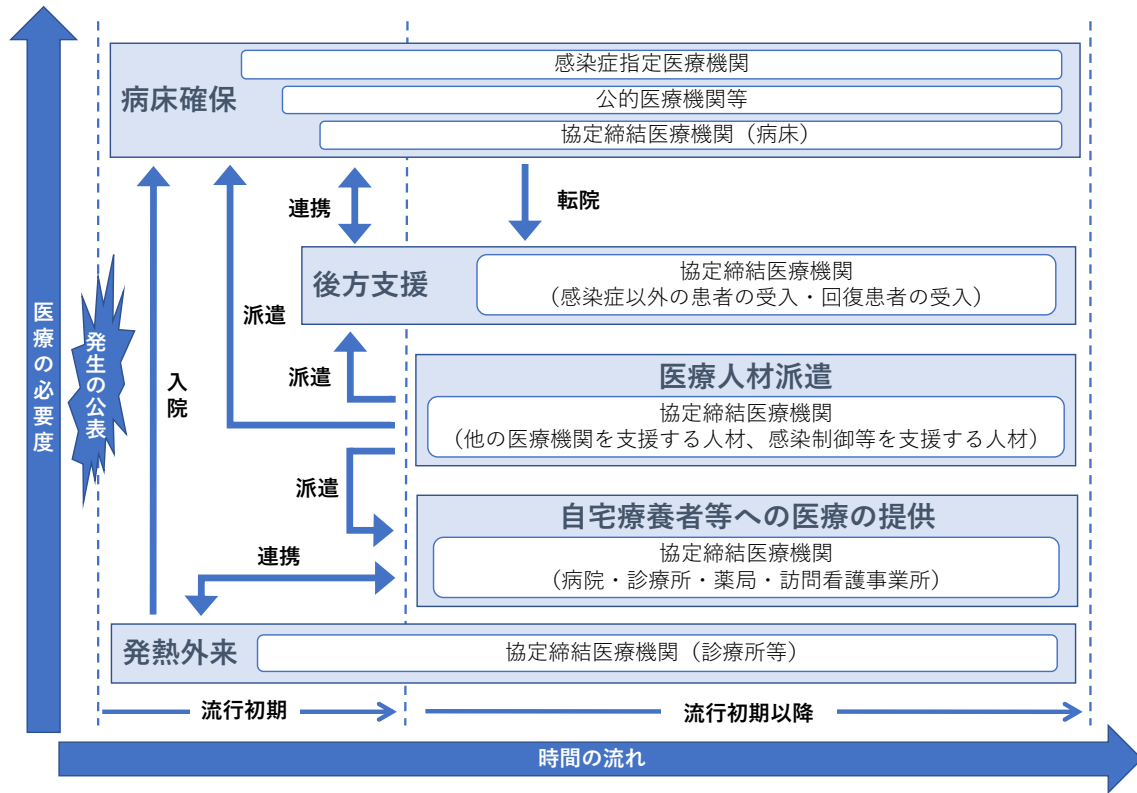 感染症指定医療機関
病床確保
公的医療機関等
協定締結医療機関（病床）
連携
転院
後方支援
協定締結医療機関
（感染症以外の患者の受入・回復患者の受入）
医療の必要度
発生の公表
入院
派遣
派遣
医療人材派遣
協定締結医療機関
（他の医療機関を支援する人材、感染制御等を支援する人材）
派遣
自宅療養者等への医療の提供
協定締結医療機関
（病院・診療所・薬局・訪問看護事業所）
連携
発熱外来
協定締結医療機関（診療所等）
流行初期
流行初期以降
時間の流れ